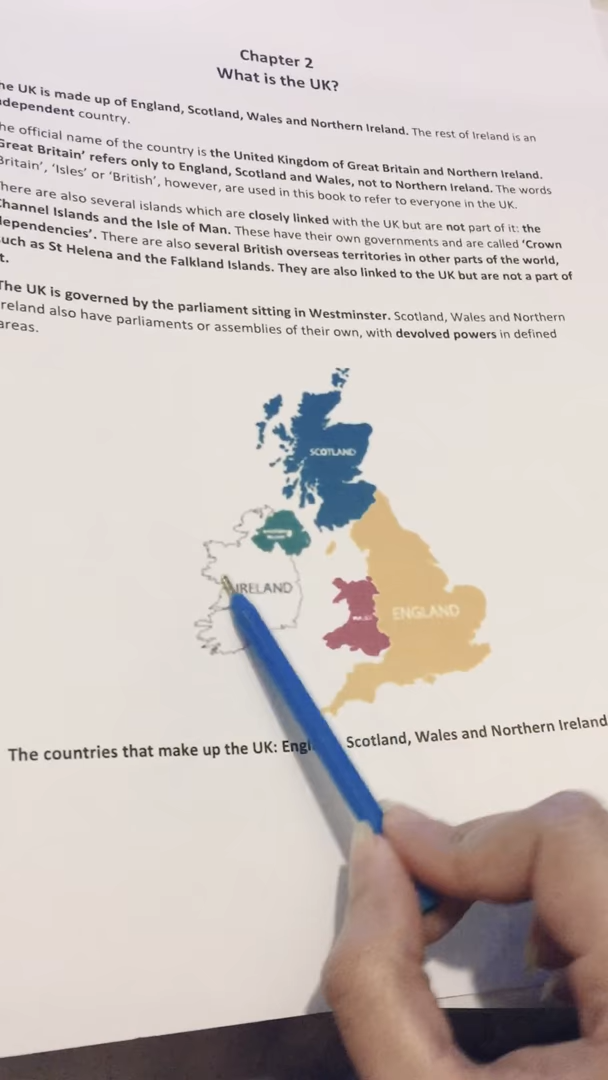 Chapter 2
What is the UK?
he UK is made up of England, Scotland, Wales and Northern Ireland. The rest of Ireland is an
dependent country.
he official name of the country is the United Kingdom of Great Britain and Northern Ireland.
Great Britain’ refers only to England, Scotland and Wales, not to Northern Ireland. The words
Britain’, ‘Isles’ or ‘British’, however, are used in this book to refer to everyone in the UK.
here are also several islands which are closely linked with the UK but are not part of it: the
Channel Islands and the Isle of Man. These have their own governments and are called ‘Crown
dependencies’. There are also several British overseas territories in other parts of the world,
uch as St Helena and the Falkland Islands. They are also linked to the UK but are not a part of
t.
The UK is governed by the parliament sitting in Westminster. Scotland, Wales and Northern
reland also have parliaments or assemblies of their own, with devolved powers in defined
areas.
SCOTLAND
IRELAND
WALES
ENGLAND
The countries that make up the UK: Engl Scotland, Wales and Northern Ireland